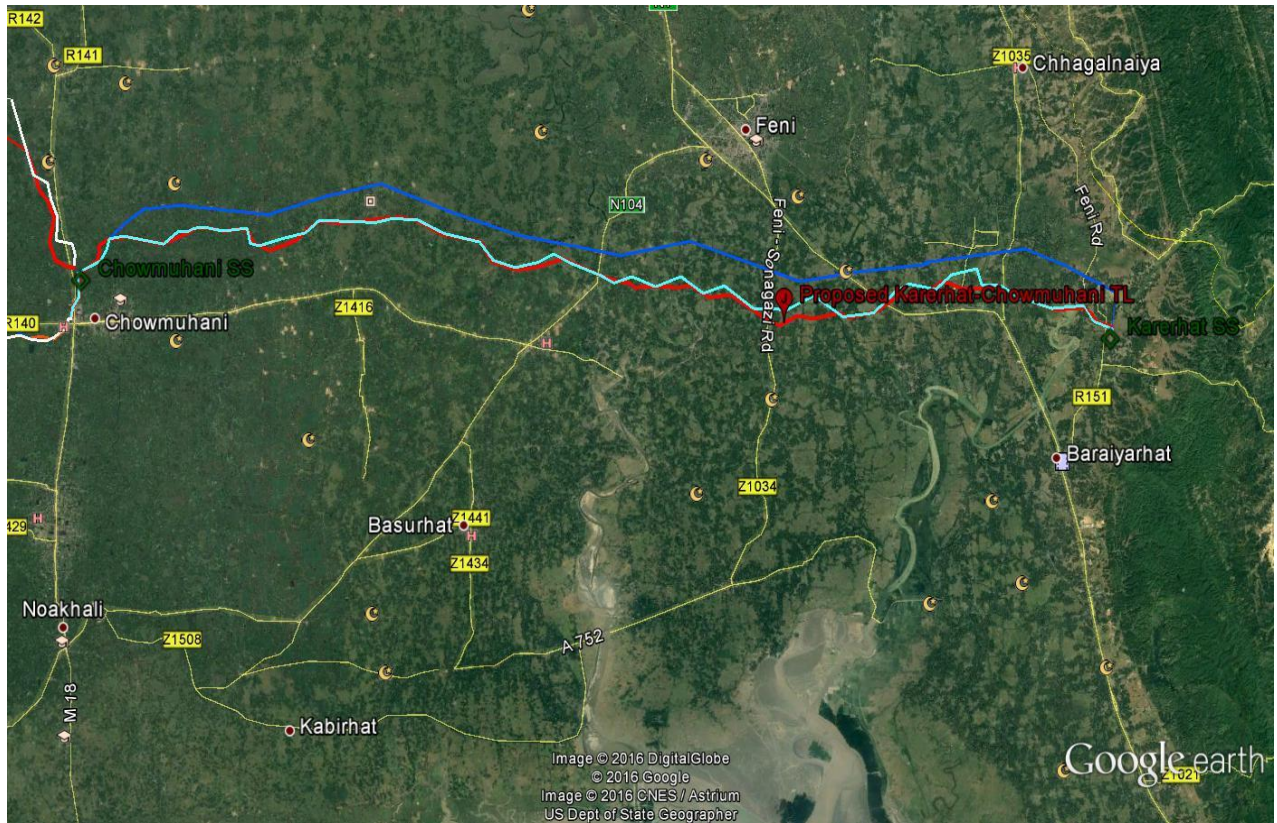 R142
R141
Z1035
Chhagalnaiya
Feni
N104
Feni - Sonagazi Rd
Feni Rd
Chowmuhani SS
Proposed Karerhat-Chowmuhani TL
Z1416
R140
Chowmuhani
Karerhat SS
R151
Baraiyarhat
Z1034
Basurhat
Z1441
429
Z1434
Noakhali
Z1508
A 752
M 18
Kabirhat
Image © 2016 DigitalGlobe
© 2016 Google
Image © 2016 CNES / Astrium
US Dept of State Geographer
Google earth